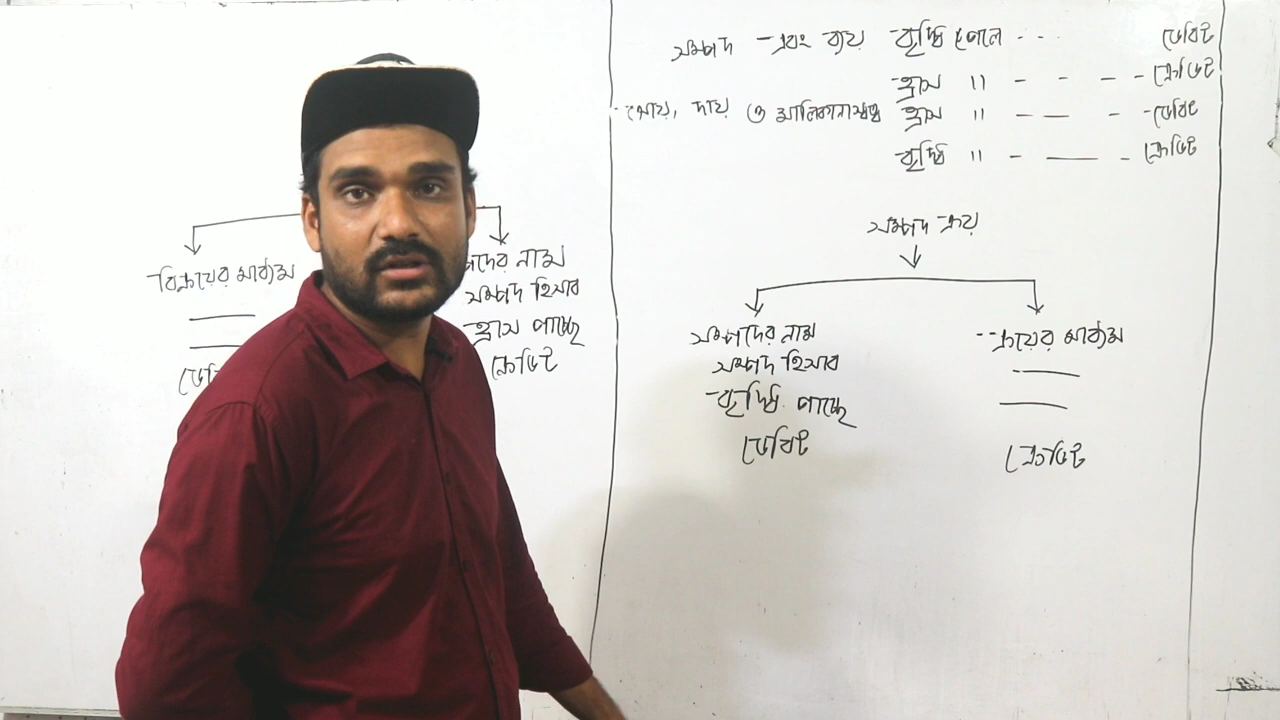 সম্পদ এবং ব্যয় বৃদ্ধি পেলে - - - ডেবিট
হ্রাস " - - - - ক্রেডিট
আয়, দায় ও মালিকানাস্বত্ব হ্রাস " - — - - ডেবিট
বৃদ্ধি " - — - ক্রেডিট
বিক্রয়ের মাধ্যম
ডেবি
পদের নাম
সম্পদ হিসাব
হ্রাস পাচ্ছে
ক্রেডিট
সম্পদ ক্রয়
সম্পদের নাম
সম্পদ হিসাব
বৃদ্ধি পাচ্ছে
ডেবিট
ক্রয়ের মাধ্যম
ক্রেডিট